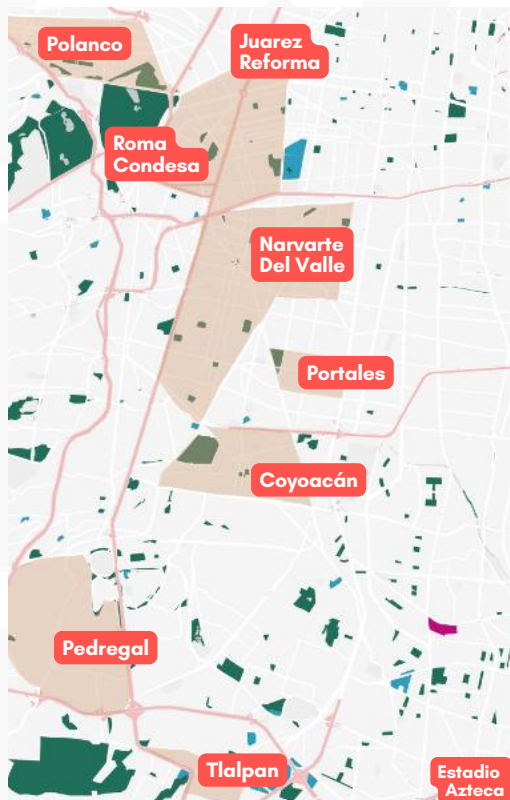 Polanco
Juarez
Reforma
Roma
Condesa
Narvarte
Del Valle
Portales
Coyoacán
Pedregal
Tlalpan
Estadio
Azteca